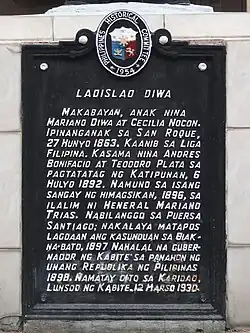 PHILIPPINES HISTORICAL COMMITTEE
1954
LADISLAO DIWA
MAKABAYAN, ANAK NINA
MARIANO DIWA AT CECILIA NOCON.
IPINANGANAK SA SAN ROQUE,
27 HUNYO 1863. KAANIB SA LIGA
FILIPINA. KASAMA NINA ANDRES
BONIFACIO AT TEODORO PLATA SA
PAGTATATAG NG KATIPUNAN, 6
HULYO 1892. NAMUNO SA ISANG
SANGAY NG HIMAGSIKAN, 1896, SA
ILALIM NI HENERAL MARIANO
TRIAS. NABILANGGO SA PUERSA
SANTIAGO; NAKALAYA MATAPOS
LAGDAAN ANG KASUNDUAN SA BIAK-
NA-BATO, 1897 NAHALAL NA GUBER-
NADOR NG KABITE SA PANAHON NG
UNANG REPUBLIKA NG PILIPINAS
1898. NAMATAY DITO SA KARIDAD,
LUNSOD NG KABITE, 12 MARSO 1930.